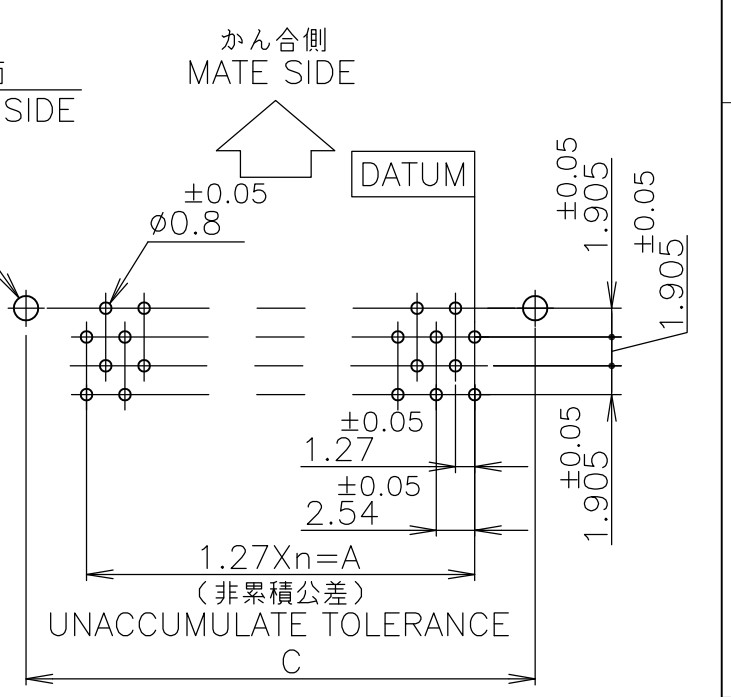 かん合側
MATE SIDE
SIDE
DATUM
±0.05
φ0.8
±0.05
1.905
±0.05
1.905
±0.05
1.27
±0.05
2.54
±0.05
1.905
1.27Xn=A
(非累積公差)
UNACCUMULATE TOLERANCE
C